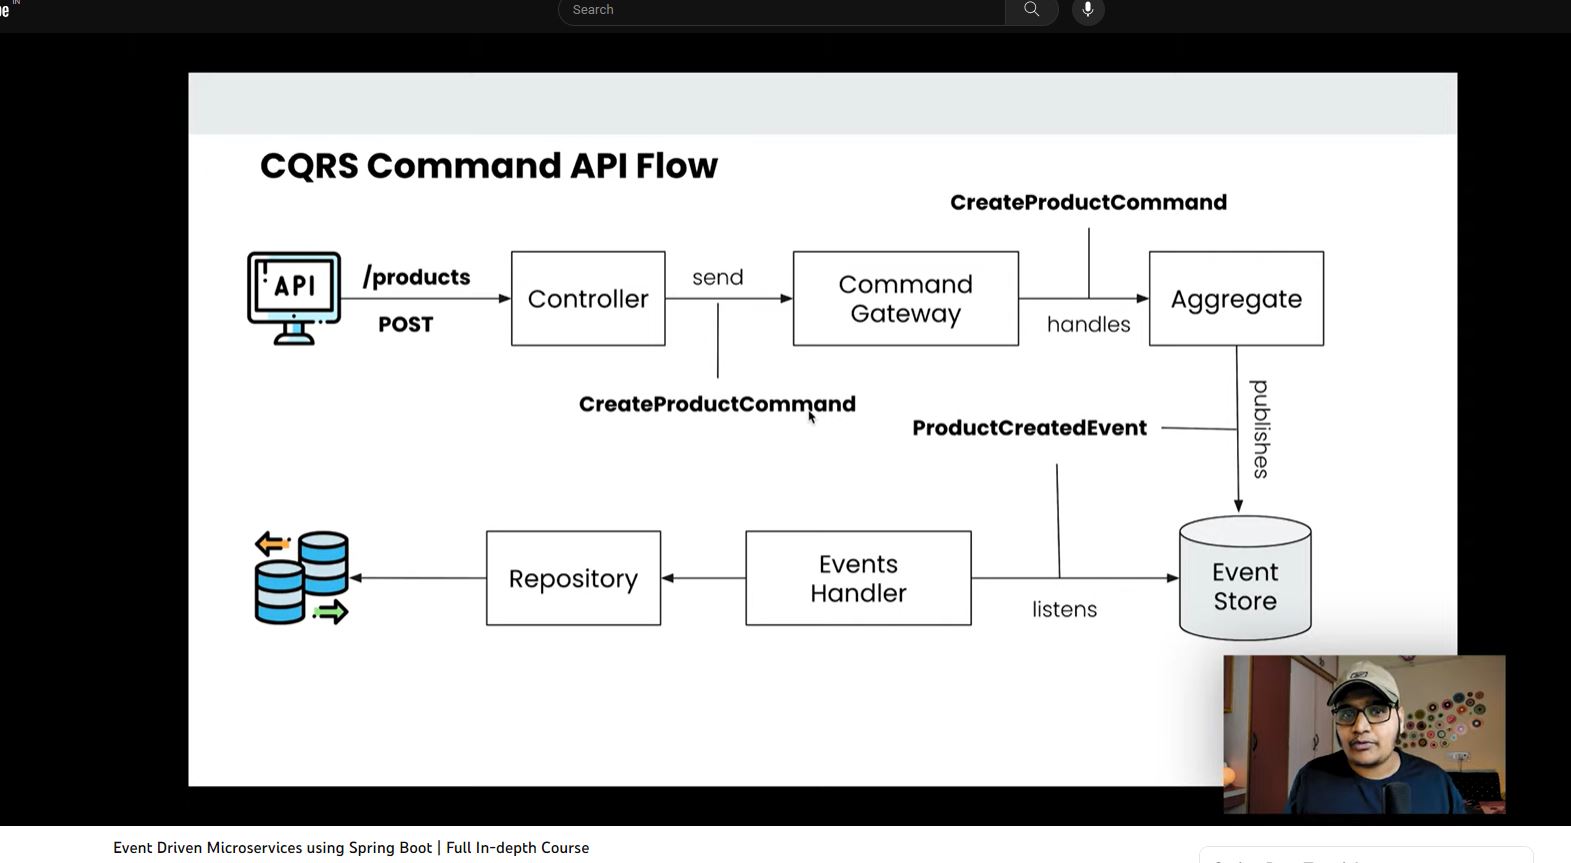 IN
Search
CQRS Command API Flow
CreateProductCommand
API
/products
POST
Controller
send
Command
Gateway
handles
Aggregate
CreateProductCommand
ProductCreatedEvent
publishes
Repository
Events
Handler
listens
Event
Store
Event Driven Microservices using Spring Boot | Full In-depth Course